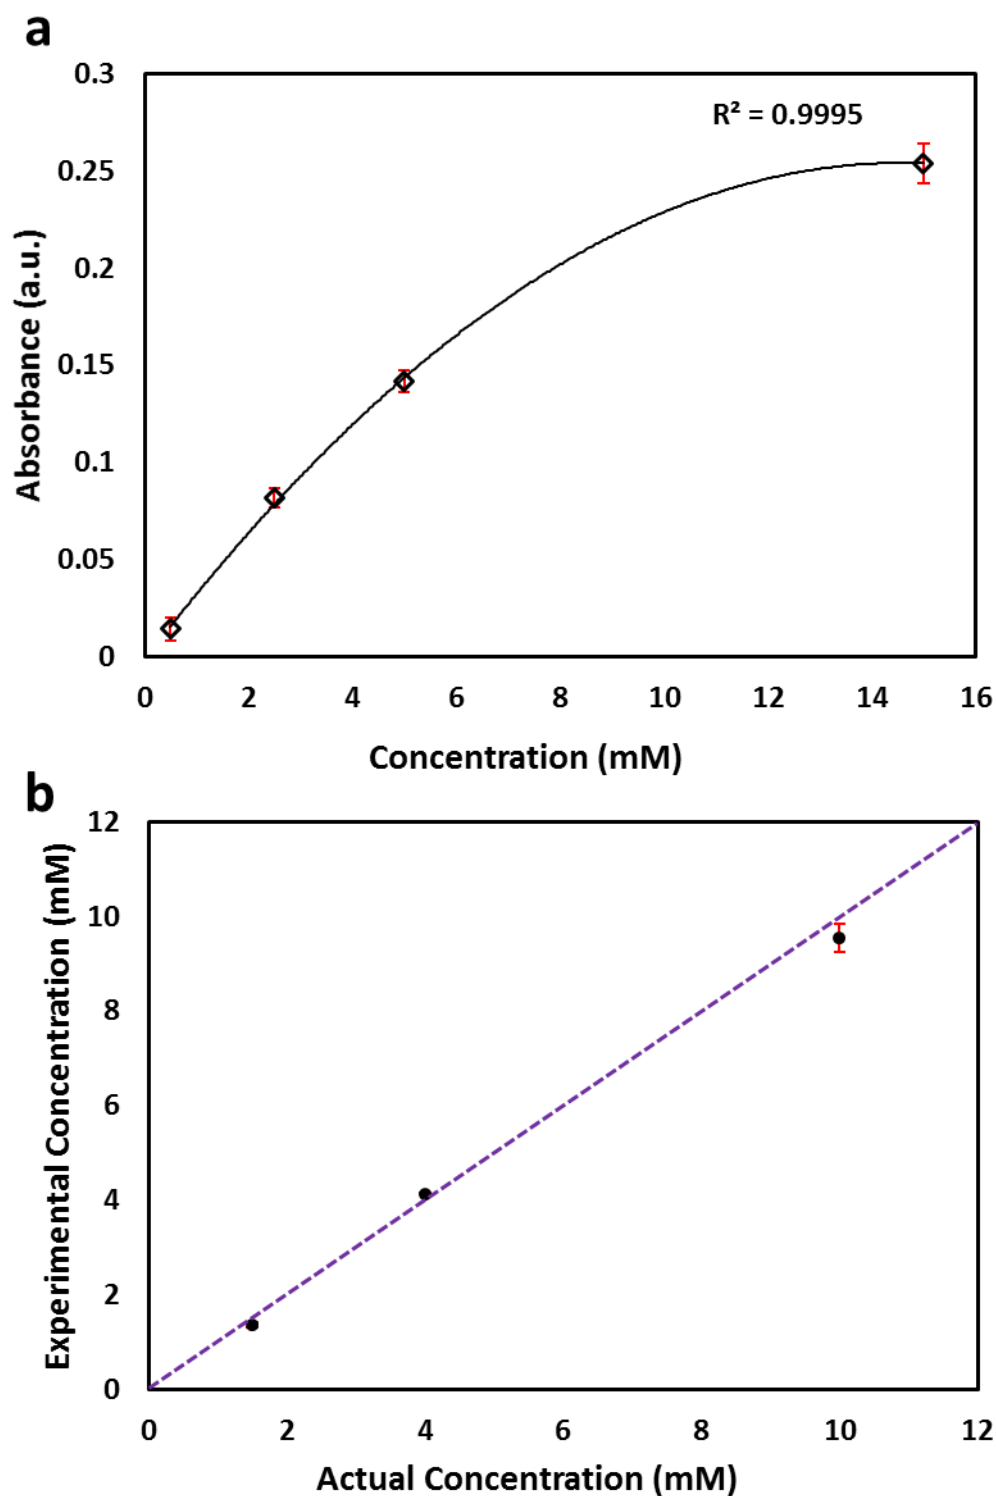 a
0.3
R² = 0.9995
0.25
0.2
0.15
0.1
0.05
0
Absorbance (a.u.)
0 2 4 6 8 10 12 14 16
Concentration (mM)
b
12
10
8
6
4
2
0
Experimental Concentration (mM)
0 2 4 6 8 10 12
Actual Concentration (mM)